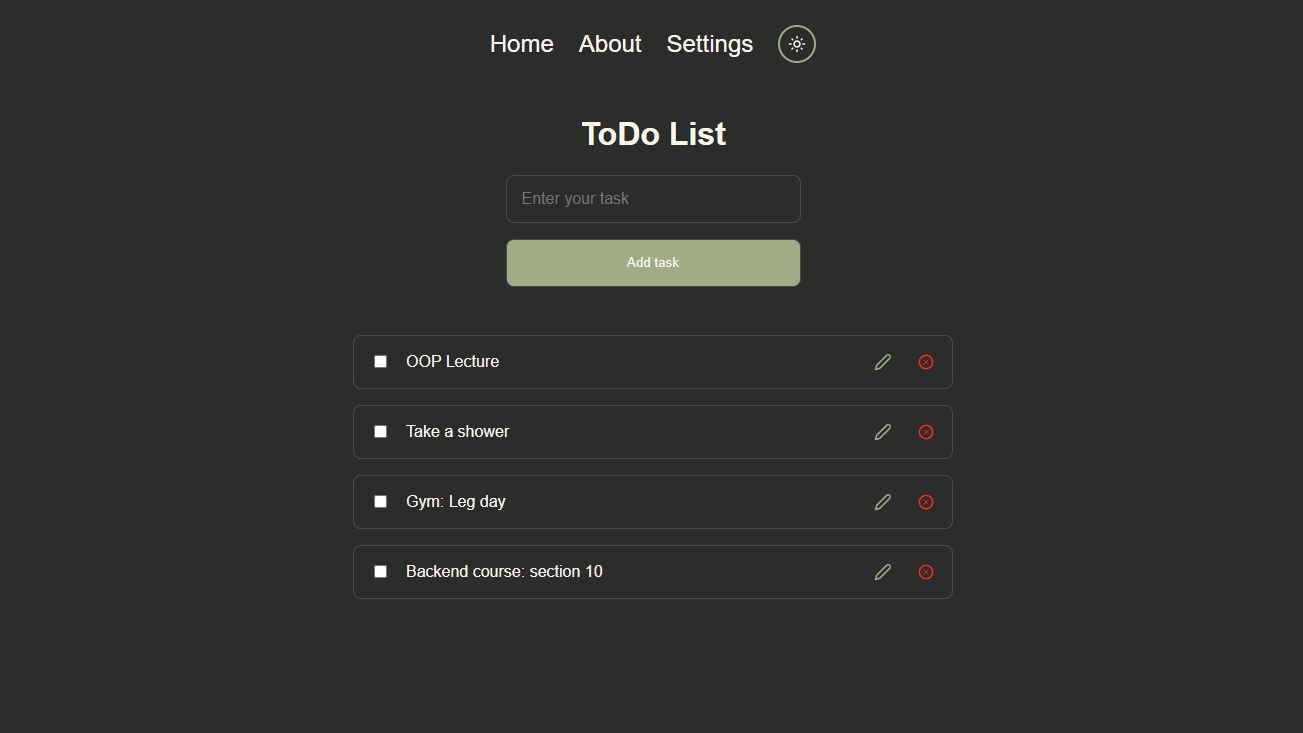 Home About Settings
ToDo List
Enter your task
Add task
OOP Lecture
Take a shower
Gym: Leg day
Backend course: section 10